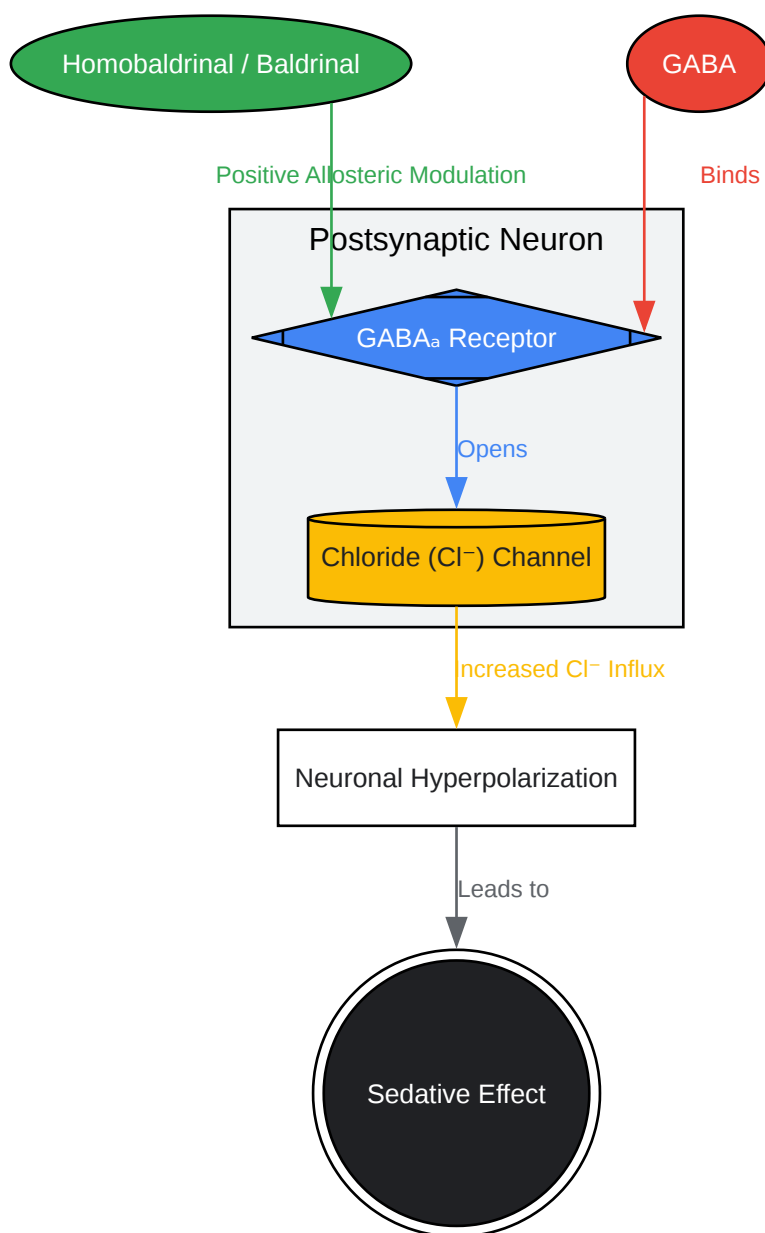 Homobaldrinal / Baldrinal
GABA
Positive Allosteric Modulation
Binds
Postsynaptic Neuron
GABAₐ Receptor
Opens
Chloride (Cl⁻) Channel
Increased Cl⁻ Influx
Neuronal Hyperpolarization
Leads to
Sedative Effect